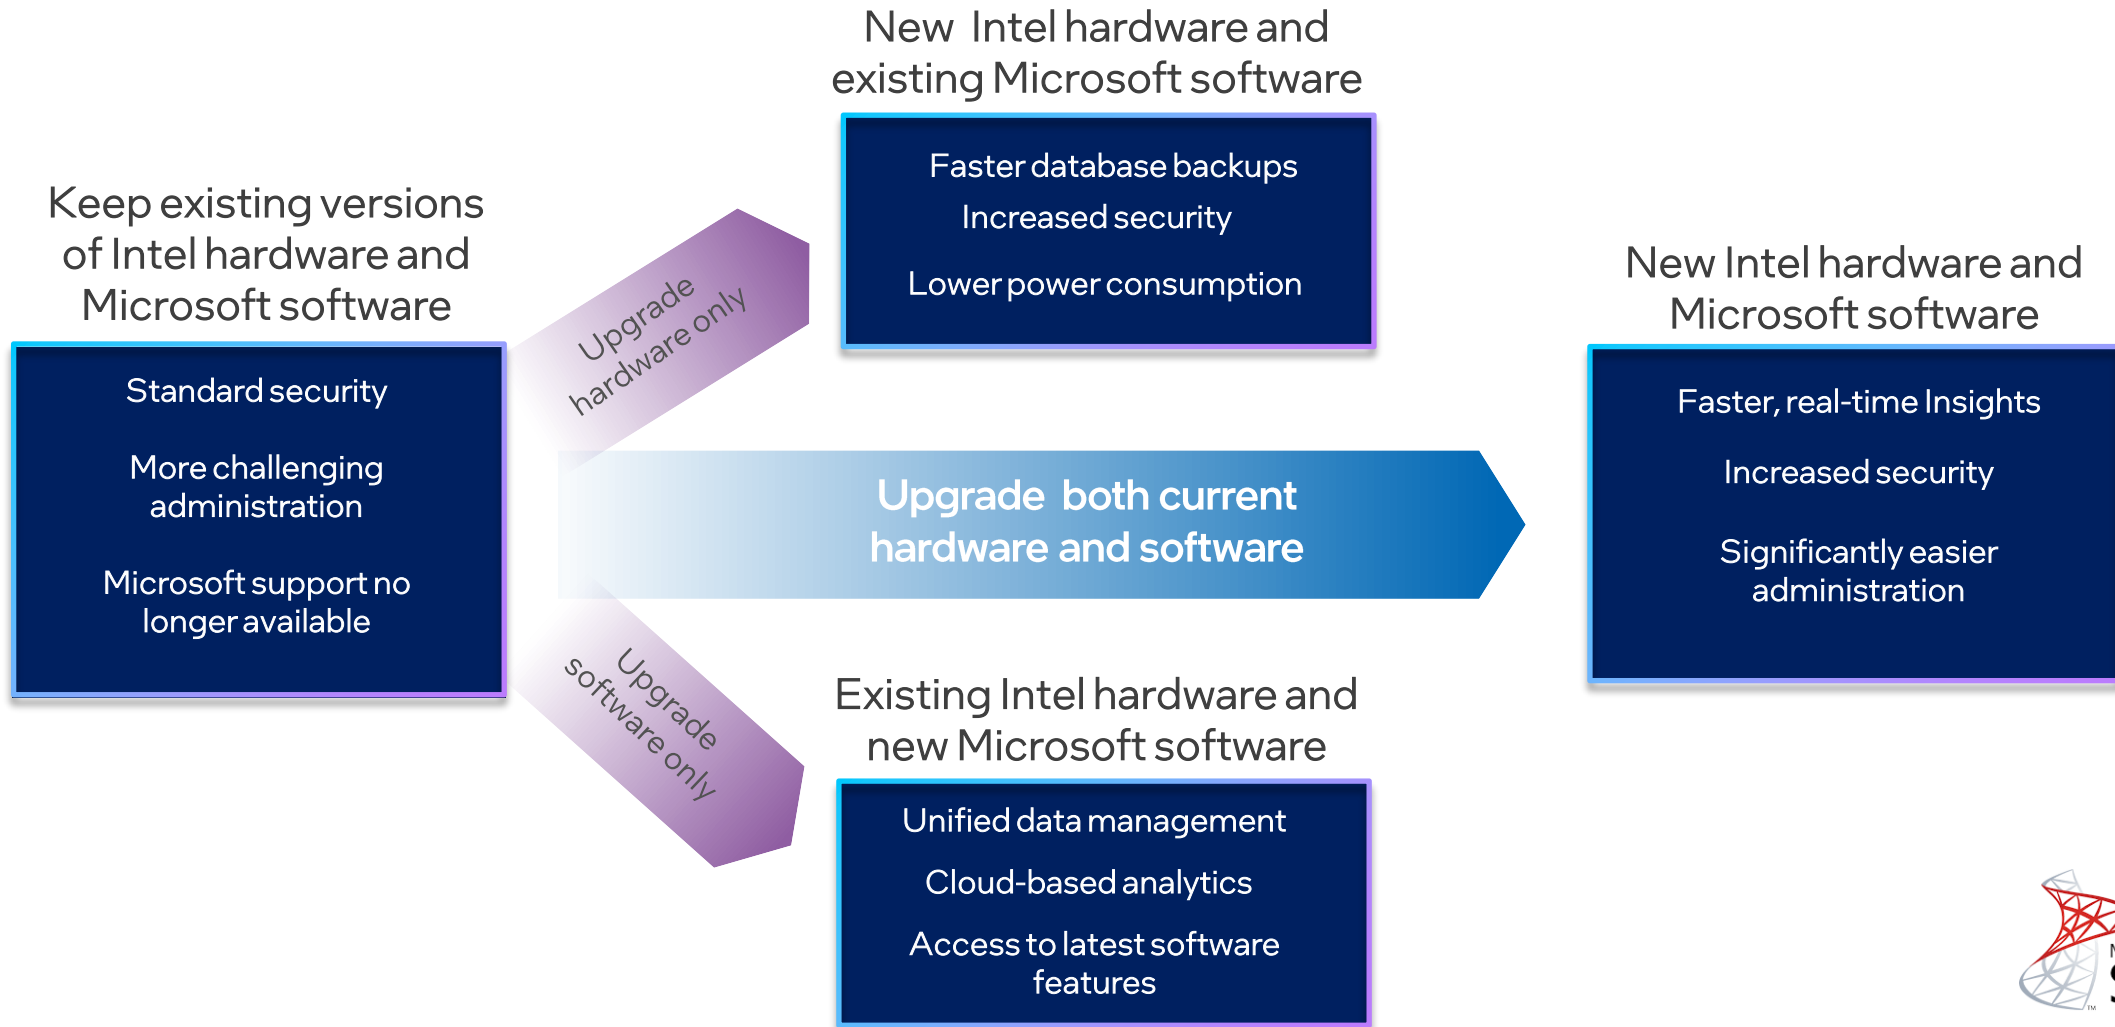 Keep existing versions
of Intel hardware and
Microsoft software
Standard security
More challenging
administration
Microsoft support no
longer available
Upgrade
hardware only
New Intel hardware and
existing Microsoft software
Faster database backups
Increased security
Lower power consumption
Upgrade both current
hardware and software
Upgrade
software only
Existing Intel hardware and
new Microsoft software
Unified data management
Cloud-based analytics
Access to latest software
features
New Intel hardware and
Microsoft software
Faster, real-time Insights
Increased security
Significantly easier
administration
TM